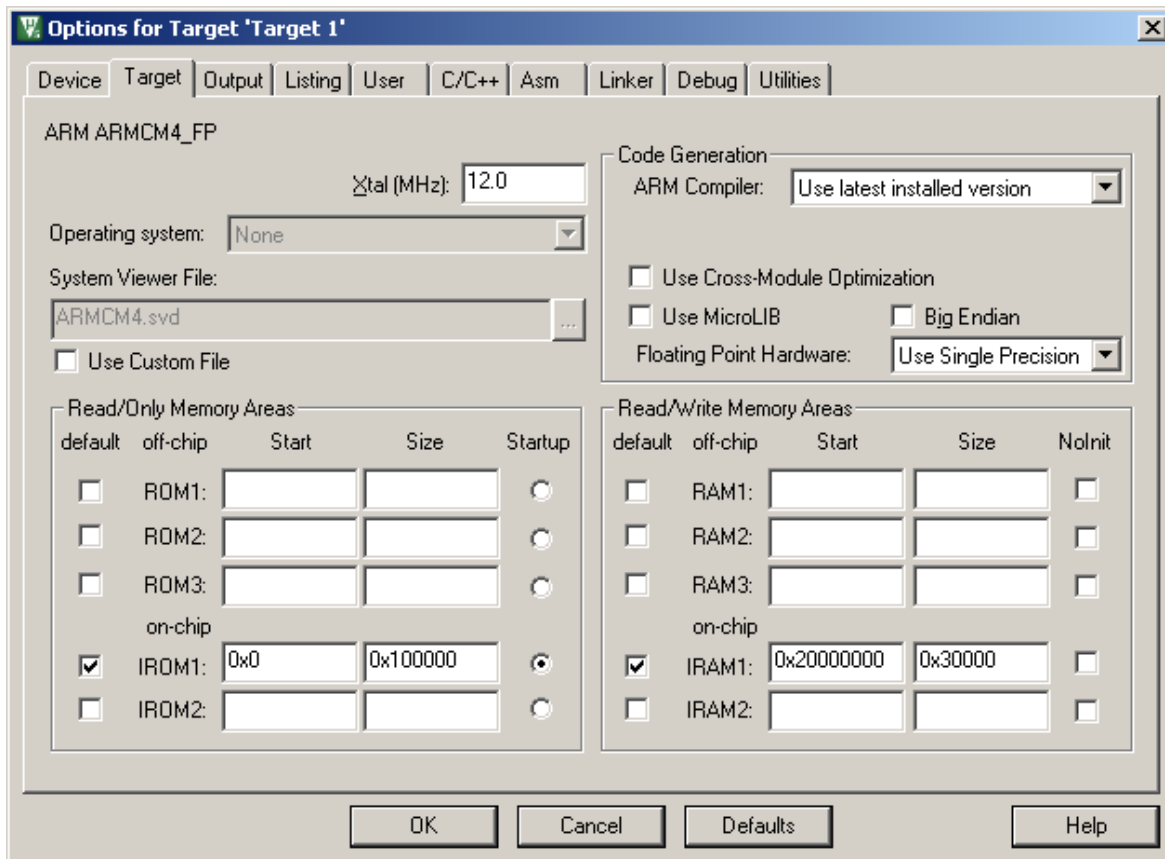 Options for Target 'Target 1'
Device Target Output Listing User C/C++ Asm Linker Debug Utilities
ARM ARMCM4_FP
Xtal (MHz): 12.0
Operating system: None
System Viewer File:
ARMCM4.svd ...
Use Custom File
Code Generation
ARM Compiler: Use latest installed version
Use Cross-Module Optimization
Use MicroLIB Big Endian
Floating Point Hardware: Use Single Precision
Read/Only Memory Areas
default off-chip Start Size Startup
ROM1:
ROM2:
ROM3:
on-chip
IROM1: 0x0 0x100000
IROM2:
Read/Write Memory Areas
default off-chip Start Size NoInit
RAM1:
RAM2:
RAM3:
on-chip
IRAM1: 0x20000000 0x30000
IRAM2:
OK Cancel Defaults Help